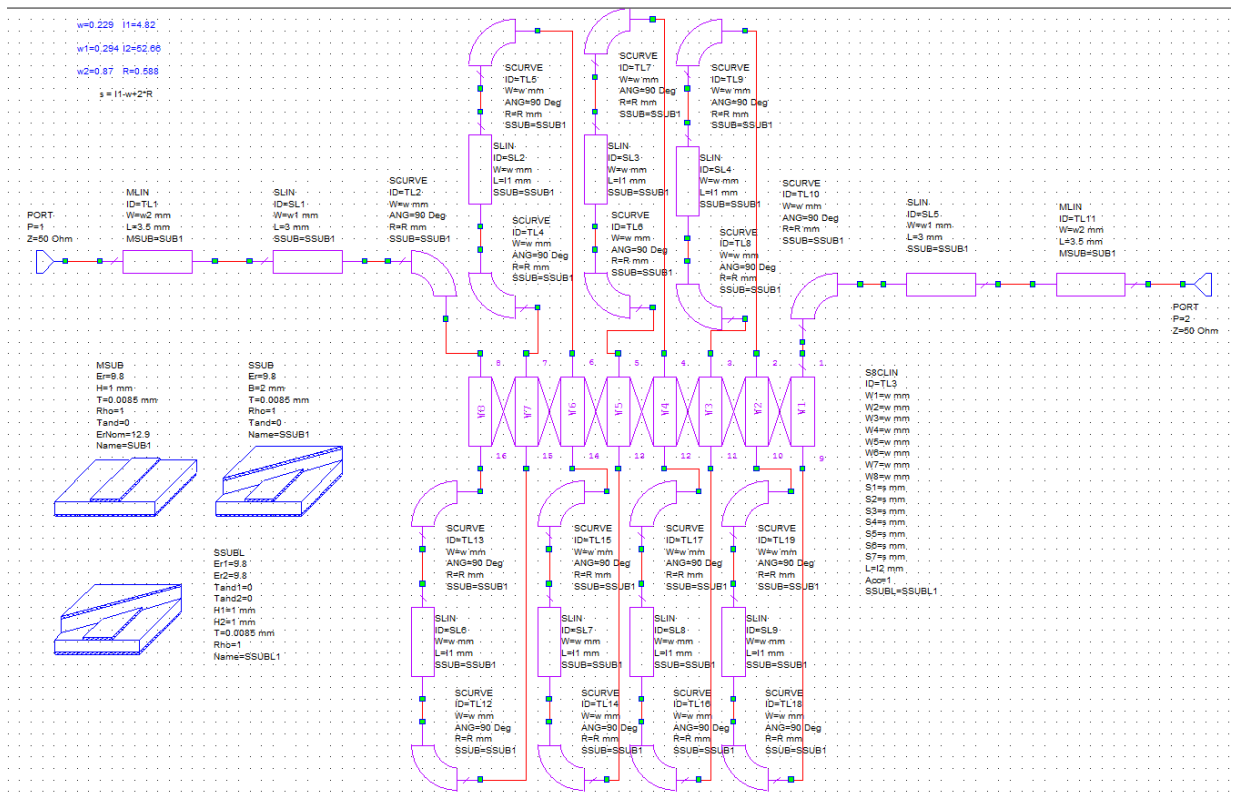 w=0.229 I1=4.82
w1=0.294 I2=52.66
w2=0.87 R=0.588
s = I1-w+2*R
SCURVE
ID=TL5
W=w mm
ANG=90 Deg
R=R mm
SSUB=SSUB1
SCURVE
ID=TL7
W=w mm
ANG=90 Deg
R=R mm
SSUB=SSUB1
SCURVE
ID=TL9
W=w mm
ANG=90 Deg
R=R mm
SSUB=SSUB1
SLIN
ID=SL2
W=w mm
L=I1 mm
SSUB=SSUB1
SLIN
ID=SL3
W=w mm
L=I1 mm
SSUB=SSUB1
SLIN
ID=SL4
W=w mm
L=I1 mm
SSUB=SSUB1
PORT
P=1
Z=50 Ohm
MLIN
ID=TL1
W=w2 mm
L=3.5 mm
MSUB=SUB1
SLIN
ID=SL1
W=w1 mm
L=3 mm
SSUB=SSUB1
SCURVE
ID=TL2
W=w mm
ANG=90 Deg
R=R mm
SSUB=SSUB1
SCURVE
ID=TL4
W=w mm
ANG=90 Deg
R=R mm
SSUB=SSUB1
SCURVE
ID=TL6
W=w mm
ANG=90 Deg
R=R mm
SSUB=SSUB1
SCURVE
ID=TL8
W=w mm
ANG=90 Deg
R=R mm
SSUB=SSUB1
SCURVE
ID=TL10
W=w mm
ANG=90 Deg
R=R mm
SSUB=SSUB1
SLIN
ID=SL5
W=w1 mm
L=3 mm
SSUB=SSUB1
MLIN
ID=TL11
W=w2 mm
L=3.5 mm
MSUB=SUB1
PORT
P=2
Z=50 Ohm
8 7 6 5 4 3 2 1
W8 W7 W6 W5 W4 W3 W2 W1
16 15 14 13 12 11 10 9
S8CLIN
ID=TL3
W1=w mm
W2=w mm
W3=w mm
W4=w mm
W5=w mm
W6=w mm
W7=w mm
W8=w mm
S1=s mm
S2=s mm
S3=s mm
S4=s mm
S5=s mm
S6=s mm
S7=s mm
L=I2 mm
Acc=1
SSUBL=SSUBL1
MSUB
Er=9.8
H=1 mm
T=0.0085 mm
Rho=1
Tand=0
ErNom=12.9
Name=SUB1
SSUB
Er=9.8
B=2 mm
T=0.0085 mm
Rho=1
Tand=0
Name=SSUB1
SSUBL
Er1=9.8
Er2=9.8
Tand1=0
Tand2=0
H1=1 mm
H2=1 mm
T=0.0085 mm
Rho=1
Name=SSUBL1
SCURVE
ID=TL13
W=w mm
ANG=90 Deg
R=R mm
SSUB=SSUB1
SCURVE
ID=TL15
W=w mm
ANG=90 Deg
R=R mm
SSUB=SSUB1
SCURVE
ID=TL17
W=w mm
ANG=90 Deg
R=R mm
SSUB=SSUB1
SCURVE
ID=TL19
W=w mm
ANG=90 Deg
R=R mm
SSUB=SSUB1
SLIN
ID=SL6
W=w mm
L=I1 mm
SSUB=SSUB1
SLIN
ID=SL7
W=w mm
L=I1 mm
SSUB=SSUB1
SLIN
ID=SL8
W=w mm
L=I1 mm
SSUB=SSUB1
SLIN
ID=SL9
W=w mm
L=I1 mm
SSUB=SSUB1
SCURVE
ID=TL12
W=w mm
ANG=90 Deg
R=R mm
SSUB=SSUB1
SCURVE
ID=TL14
W=w mm
ANG=90 Deg
R=R mm
SSUB=SSUB1
SCURVE
ID=TL16
W=w mm
ANG=90 Deg
R=R mm
SSUB=SSUB1
SCURVE
ID=TL18
W=w mm
ANG=90 Deg
R=R mm
SSUB=SSUB1